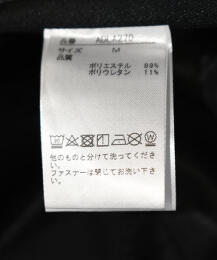 品番 ADLA270
サイズ M
品質
ポリエステル 89%
ポリウレタン 11%
他のものと分けて洗ってくださ
い。
ファスナーは閉じてお洗い下さ
い。